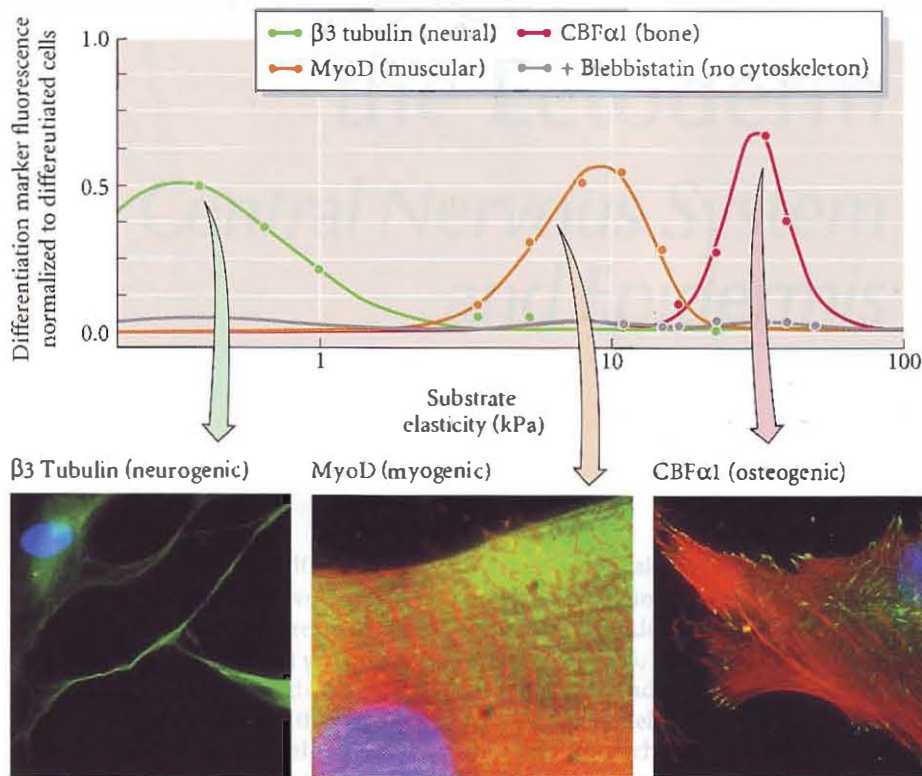 Differentiation marker fluorescence
normalized to differeutiated cells
1.0
0.5
0.0
β3 tubulin (neural)
CBFα1 (bone)
MyoD (muscular)
+ Blebbistatin (no cytoskeleton)
1
10
100
Substrate
elasticity (kPa)
β3 Tubulin (neurogenic)
MyoD (myogenic)
CBFα1 (osteogenic)